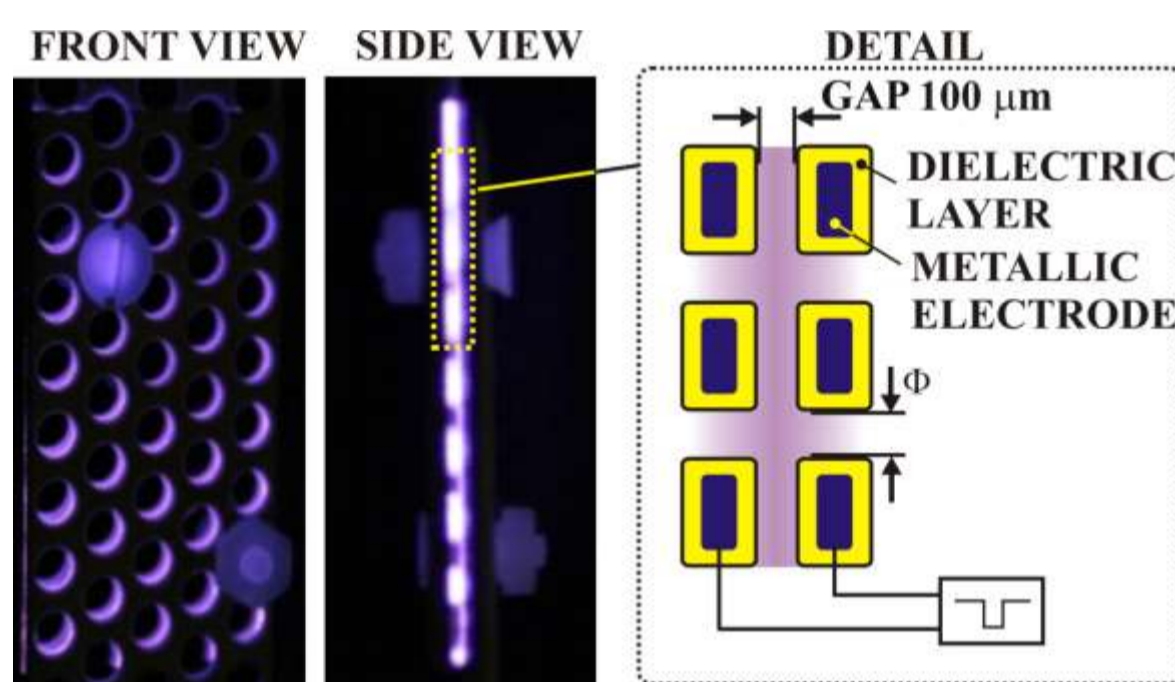 FRONT VIEW
SIDE VIEW
DETAIL
GAP 100 μm
DIELECTRIC
LAYER
METALLIC
ELECTRODE
Φ